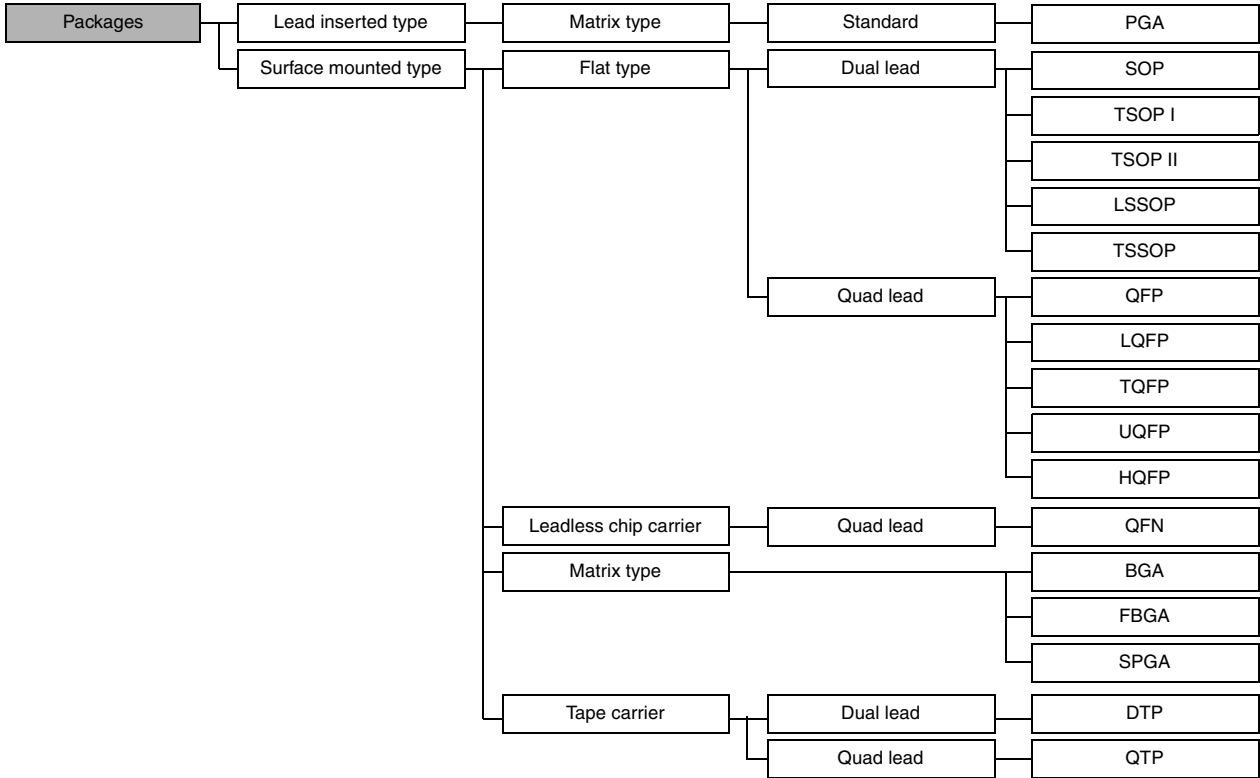 Packages
Lead inserted type
Matrix type
Standard
PGA
Surface mounted type
Flat type
Dual lead
SOP
TSOP I
TSOP II
LSSOP
TSSOP
Quad lead
QFP
LQFP
TQFP
UQFP
HQFP
Leadless chip carrier
Quad lead
QFN
Matrix type
BGA
FBGA
SPGA
Tape carrier
Dual lead
DTP
Quad lead
QTP